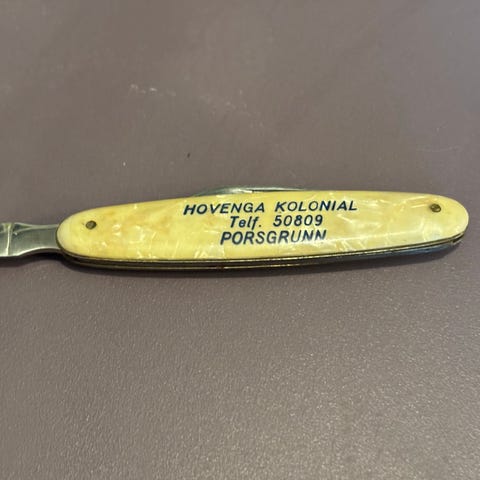 HOVENGA KOLONIAL
Telf. 50809
PORSGRUNN